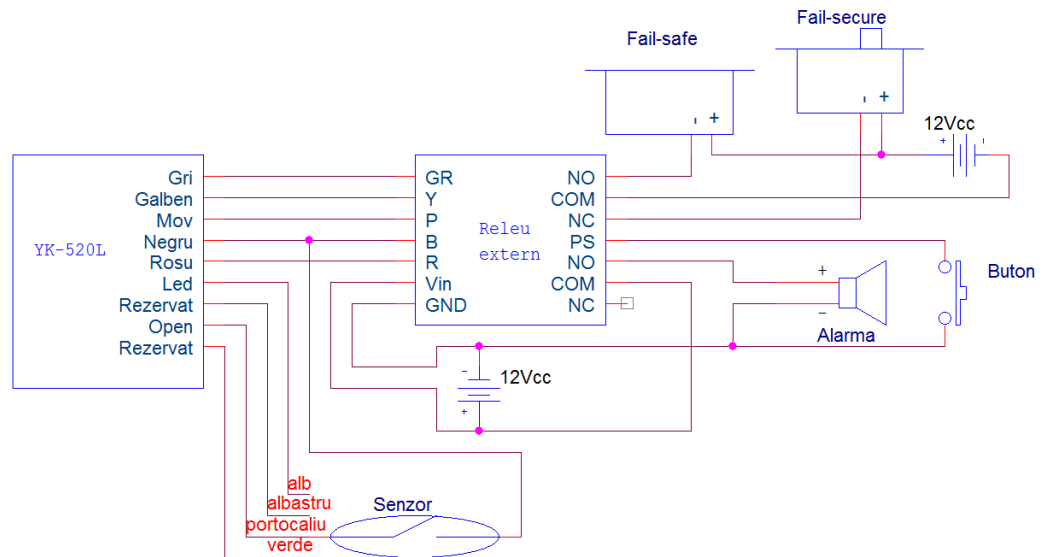 Fail-secure
Fail-safe
- +
- +
12Vcc
+ -
YK-520L
Gri
Galben
Mov
Negru
Rosu
Led
Rezervat
Open
Rezervat
Releu
extern
GR
Y
P
B
R
Vin
GND
NO
COM
NC
PS
NO
COM
NC
+
-
Alarma
Buton
-
12Vcc
+
alb
albastru
portocaliu
verde
Senzor